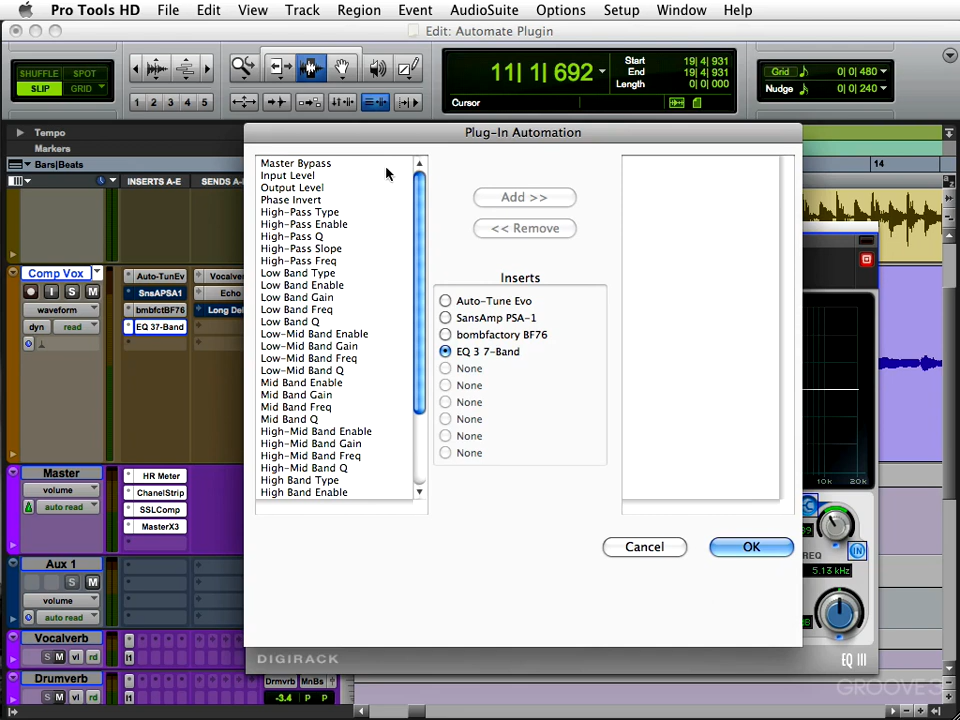 Pro Tools HD File Edit View Track Region Event AudioSuite Options Setup Window Help
Edit: Automate Plugin
SHUFFLE SPOT
SLIP GRID
1 2 3 4 5
11| 1| 692
Start 19| 4| 931
End 19| 4| 931
Length 0| 0| 000
Cursor
Grid 0| 0| 480
Nudge 0| 0| 240
Tempo
Markers
Bars|Beats
14
INSERTS A-E SENDS A-
Plug-In Automation
Master Bypass
Input Level
Output Level
Phase Invert
High-Pass Type
High-Pass Enable
High-Pass Q
High-Pass Slope
High-Pass Freq
Low Band Type
Low Band Enable
Low Band Gain
Low Band Freq
Low Band Q
Low-Mid Band Enable
Low-Mid Band Gain
Low-Mid Band Freq
Low-Mid Band Q
Mid Band Enable
Mid Band Gain
Mid Band Freq
Mid Band Q
High-Mid Band Enable
High-Mid Band Gain
High-Mid Band Freq
High-Mid Band Q
High Band Type
High Band Enable
Add >>
<< Remove
Inserts
Auto-Tune Evo
SansAmp PSA-1
bombfactory BF76
EQ 3 7-Band
None
None
None
None
None
None
Cancel OK
Comp Vox
I S M
waveform
dyn read
Auto-TunEv Vocalver
SnsAPSA1 Echo
bmbfctBF76 Long Del
EQ 37-Band
Master
volume
auto read
HR Meter
ChanelStrip
SSLComp
MasterX3
Aux 1
S M
volume
auto read
Vocalverb
S M vl rd
Drumverb
S M vl rd
Drmvrb MnBs
-3.4 P P
10k 20k
FREQ
IN
5.13 kHz
DIGIRACK
EQ III
GROOVE3